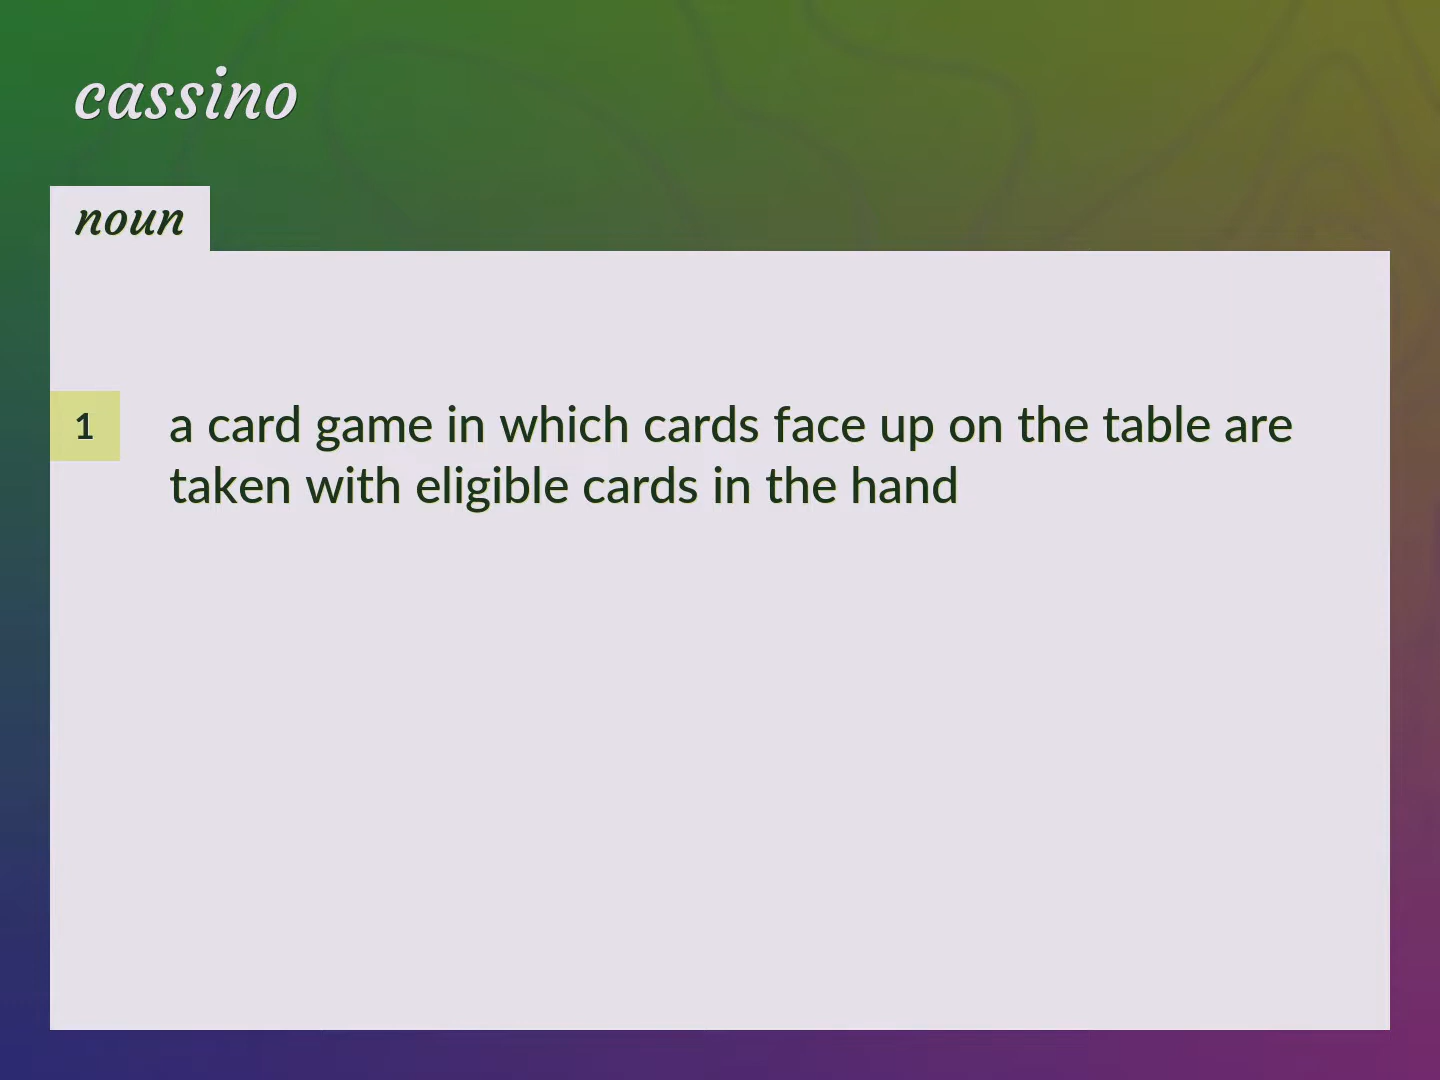 cassino
noun
1
a card game in which cards face up on the table are
taken with eligible cards in the hand